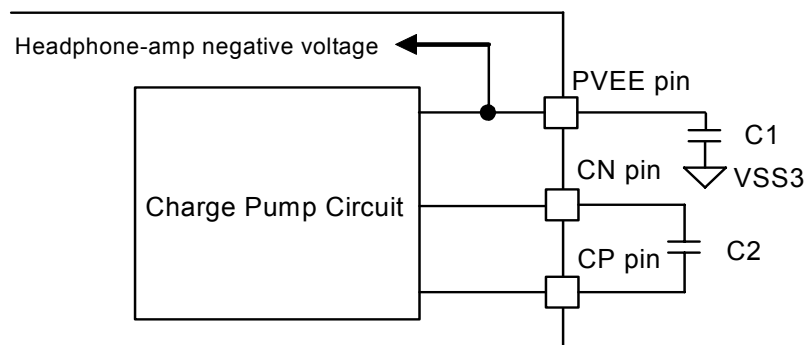 Headphone-amp negative voltage
PVEE pin
C1
VSS3
CN pin
Charge Pump Circuit
C2
CP pin